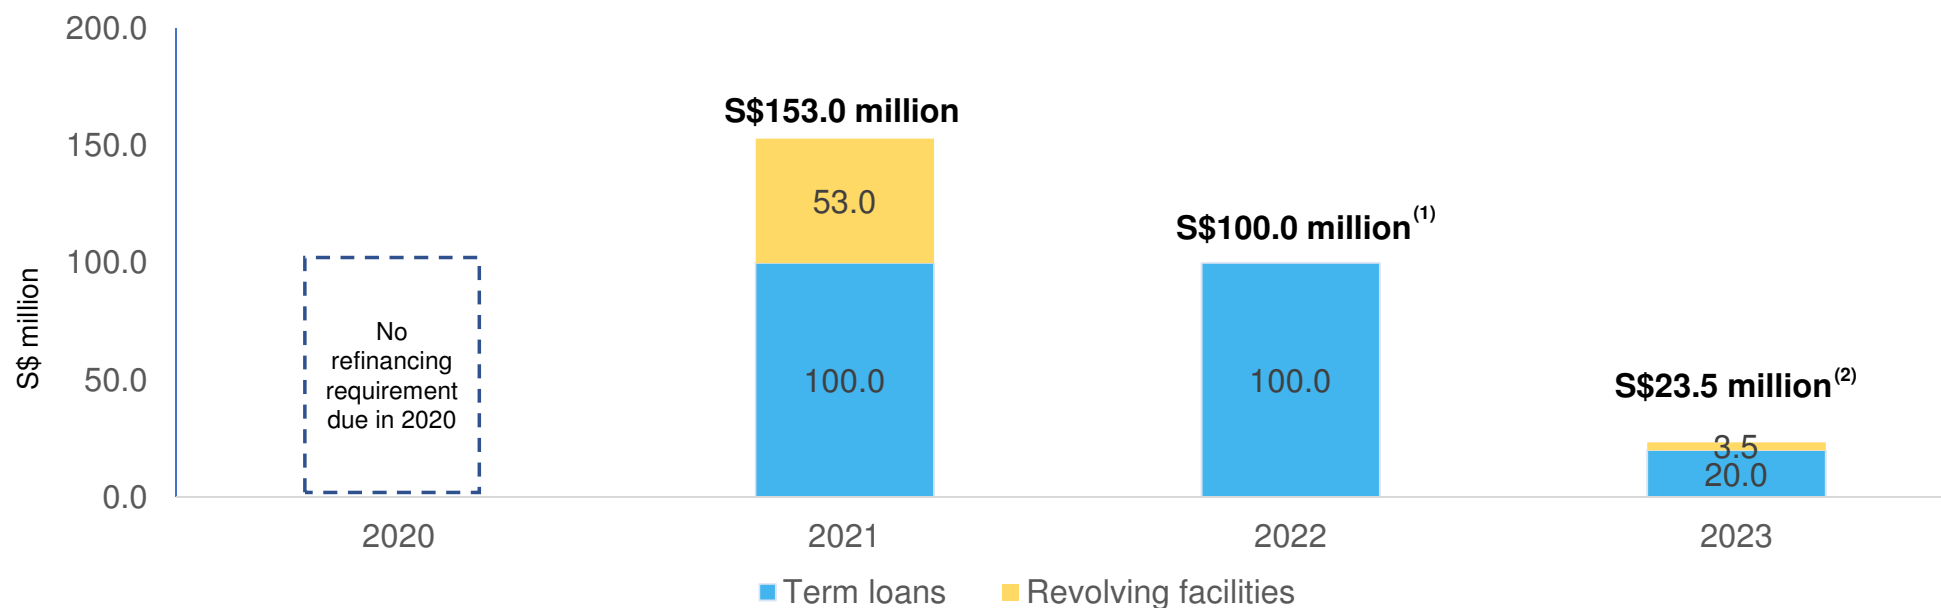 200.0
150.0
100.0
50.0
0.0
S$ million
No
refinancing
requirement
due in 2020
S$153.0 million
53.0
100.0
S$100.0 million(1)
100.0
S$23.5 million(2)
3.5
20.0
2020
2021
2022
2023
Term loans
Revolving facilities